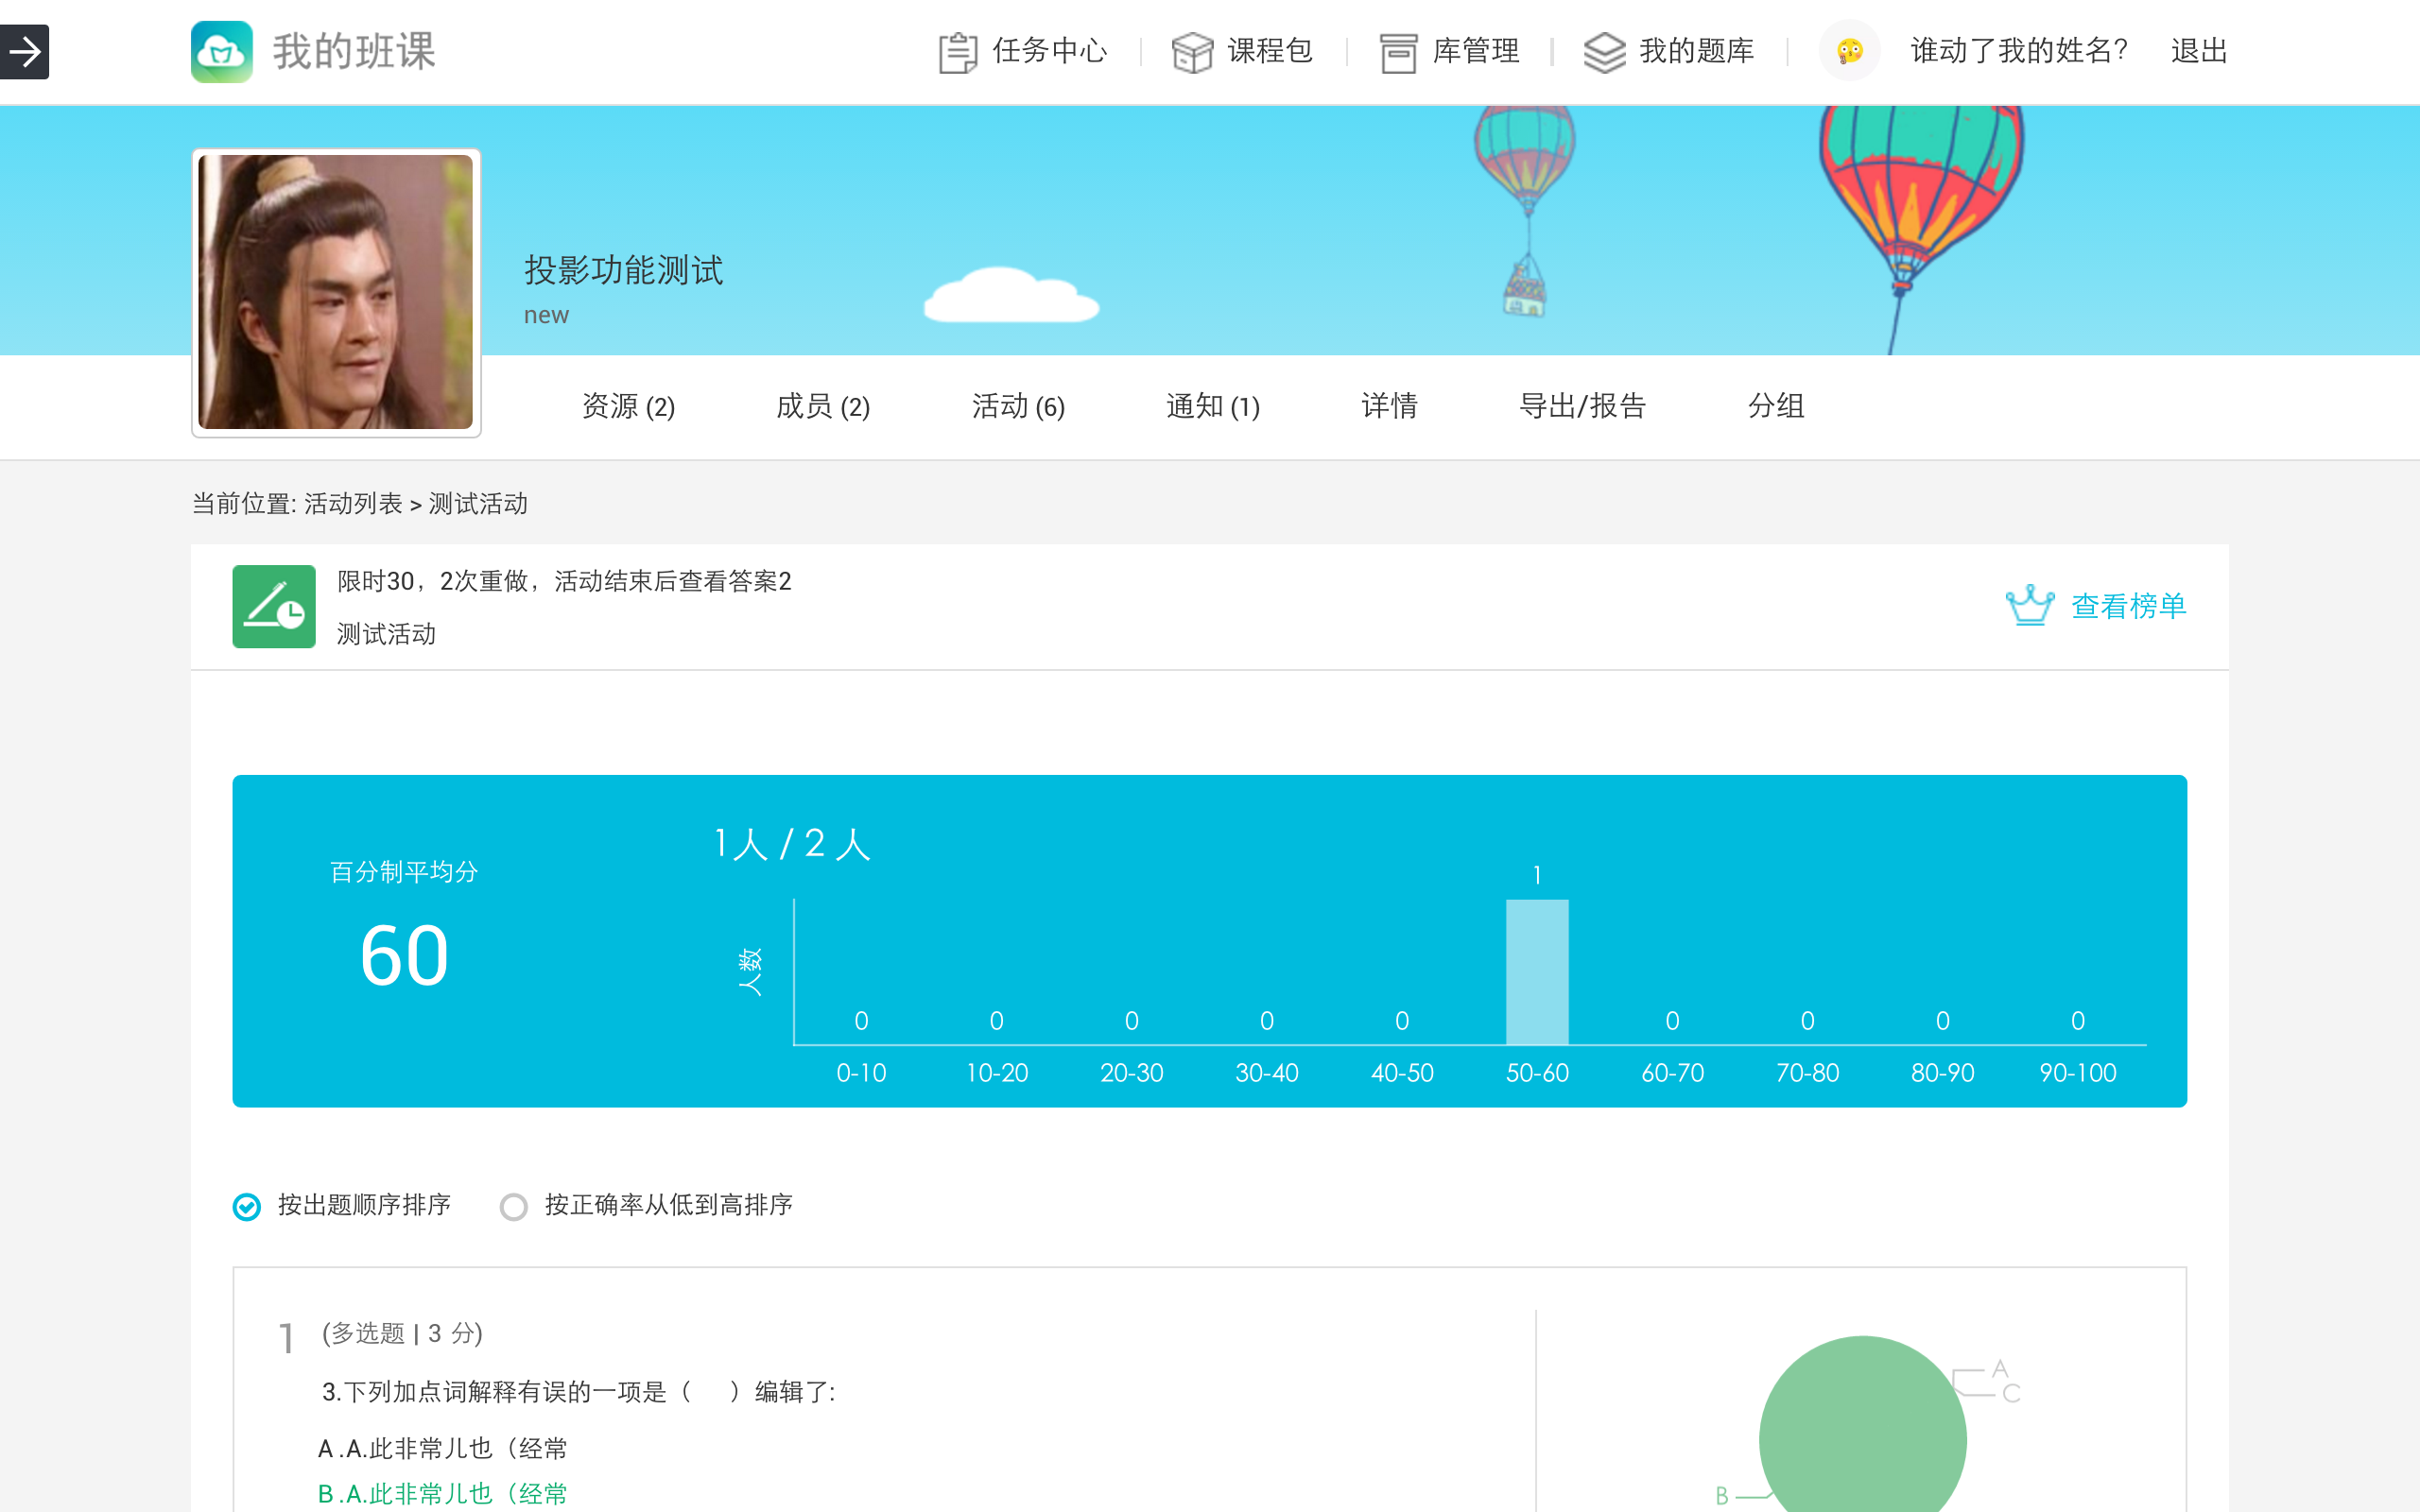 我的班课
任务中心
课程包
库管理
我的题库
谁动了我的姓名?
退出
投影功能测试
new
资源 (2)
成员 (2)
活动 (6)
通知 (1)
详情
导出/报告
分组
当前位置: 活动列表 > 测试活动
限时30，2次重做，活动结束后查看答案2
测试活动
查看榜单
百分制平均分
60
1人 / 2 人
人数
0 0 0 0 0 1 0 0 0 0
0-10 10-20 20-30 30-40 40-50 50-60 60-70 70-80 80-90 90-100
按出题顺序排序
按正确率从低到高排序
1 (多选题 | 3 分)
3.下列加点词解释有误的一项是（　）编辑了:
A .A.此非常儿也（经常
B .A.此非常儿也（经常
A
C
B